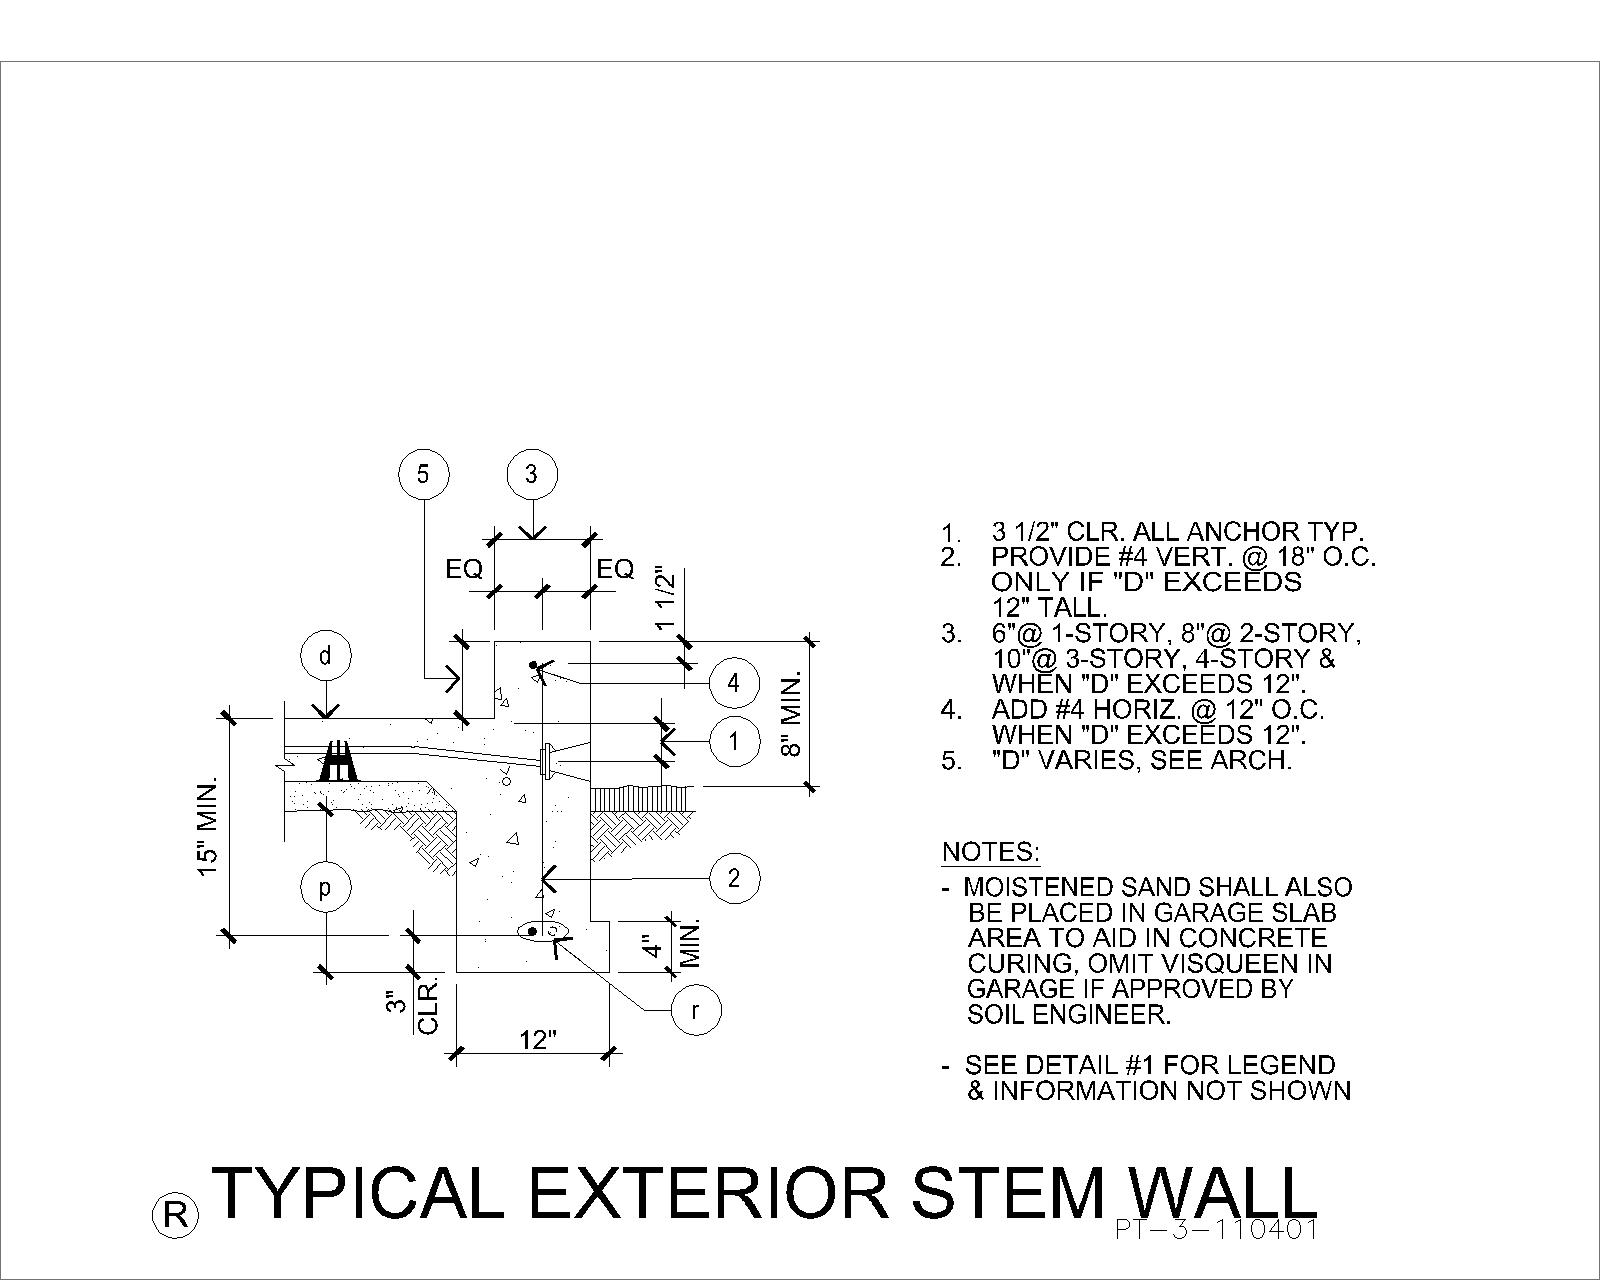 5
3
EQ
EQ
1 1/2"
d
4
8" MIN.
1
15" MIN.
p
2
4"
MIN.
3"
CLR.
r
12"
1. 3 1/2" CLR. ALL ANCHOR TYP.
2. PROVIDE #4 VERT. @ 18" O.C.
ONLY IF "D" EXCEEDS
12" TALL.
3. 6"@ 1-STORY, 8"@ 2-STORY,
10"@ 3-STORY, 4-STORY &
WHEN "D" EXCEEDS 12".
4. ADD #4 HORIZ. @ 12" O.C.
WHEN "D" EXCEEDS 12".
5. "D" VARIES, SEE ARCH.
NOTES:
- MOISTENED SAND SHALL ALSO
BE PLACED IN GARAGE SLAB
AREA TO AID IN CONCRETE
CURING, OMIT VISQUEEN IN
GARAGE IF APPROVED BY
SOIL ENGINEER.
- SEE DETAIL #1 FOR LEGEND
& INFORMATION NOT SHOWN
R TYPICAL EXTERIOR STEM WALL
PT-3-110401